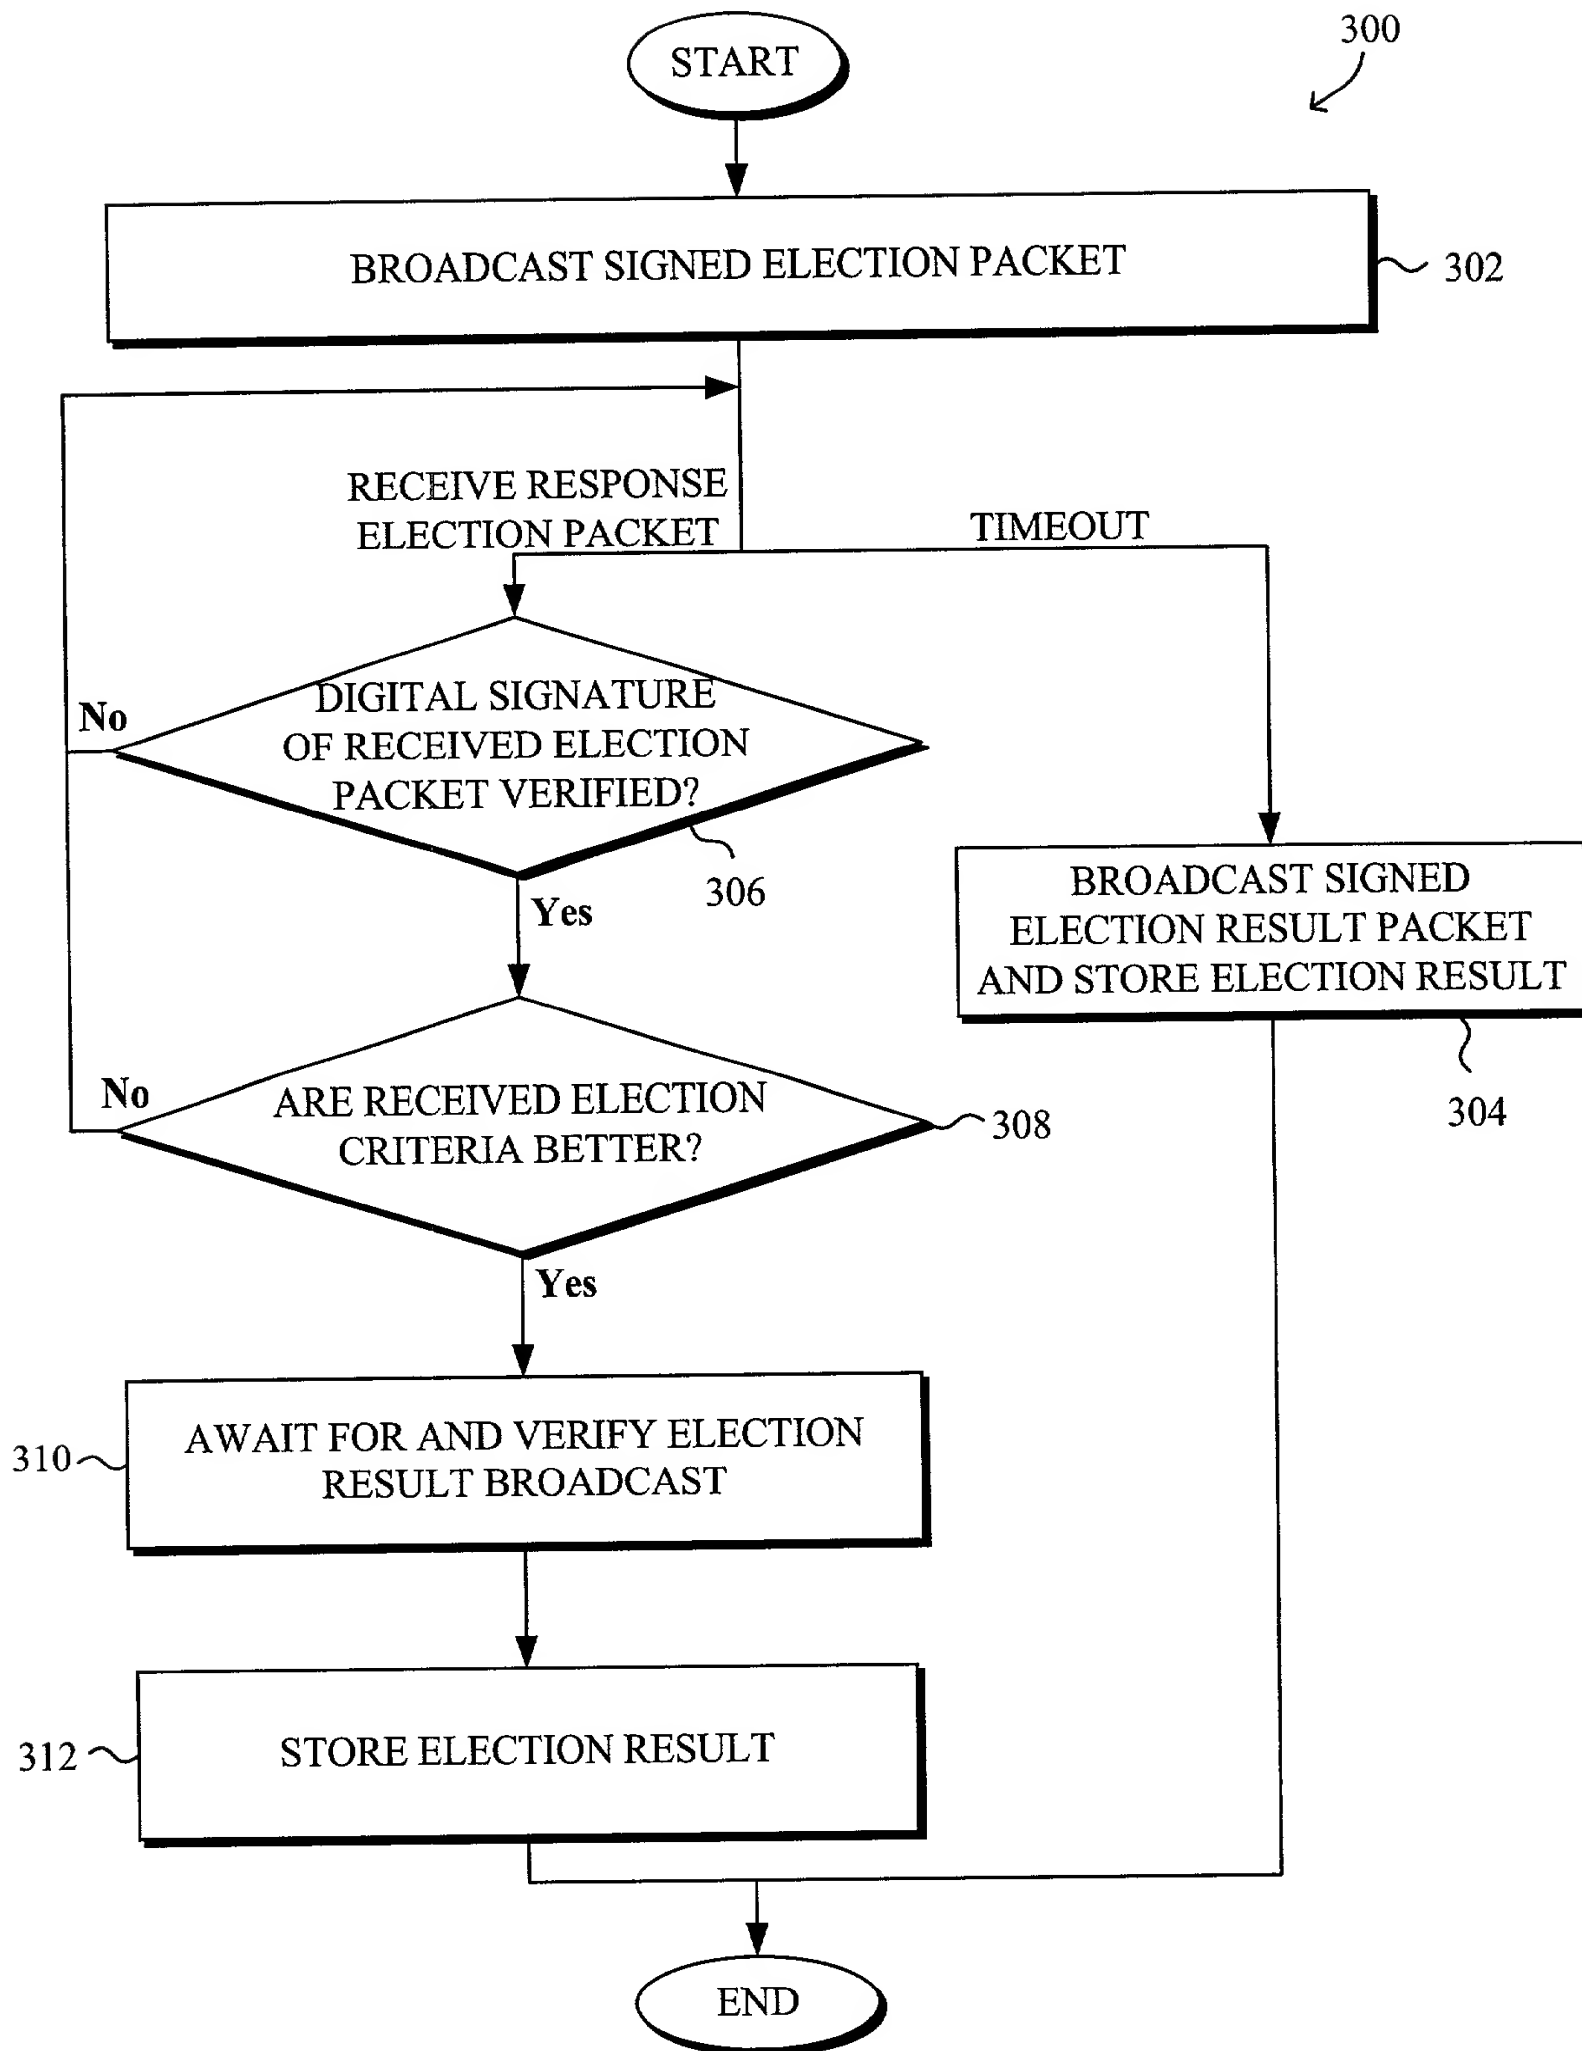 START
300
BROADCAST SIGNED ELECTION PACKET
302
RECEIVE RESPONSE
ELECTION PACKET
TIMEOUT
No
DIGITAL SIGNATURE
OF RECEIVED ELECTION
PACKET VERIFIED?
306
Yes
BROADCAST SIGNED
ELECTION RESULT PACKET
AND STORE ELECTION RESULT
304
No
ARE RECEIVED ELECTION
CRITERIA BETTER?
308
Yes
310
AWAIT FOR AND VERIFY ELECTION
RESULT BROADCAST
312
STORE ELECTION RESULT
END